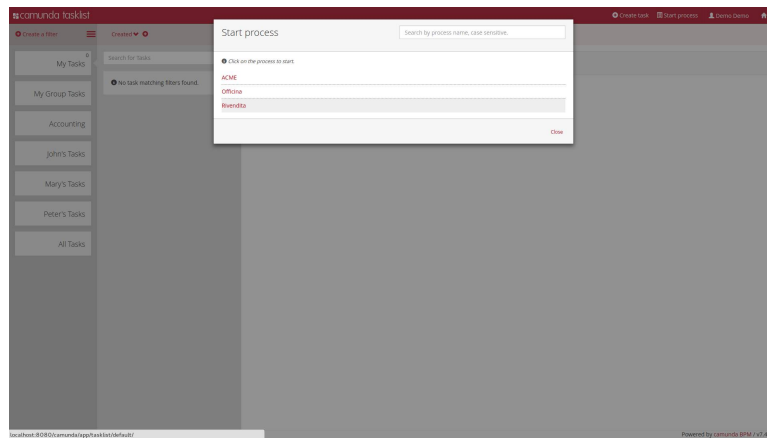 camunda tasklist
Create task Start process Demo Demo
Create a filter
Created
My Tasks 0
My Group Tasks
Accounting
John's Tasks
Mary's Tasks
Peter's Tasks
All Tasks
Search for Tasks
No task matching filters found.
Start process
Search by process name, case sensitive.
Click on the process to start.
ACME
Officina
Rivendita
Close
localhost:8080/camunda/app/tasklist/default/
Powered by camunda BPM / v7.4